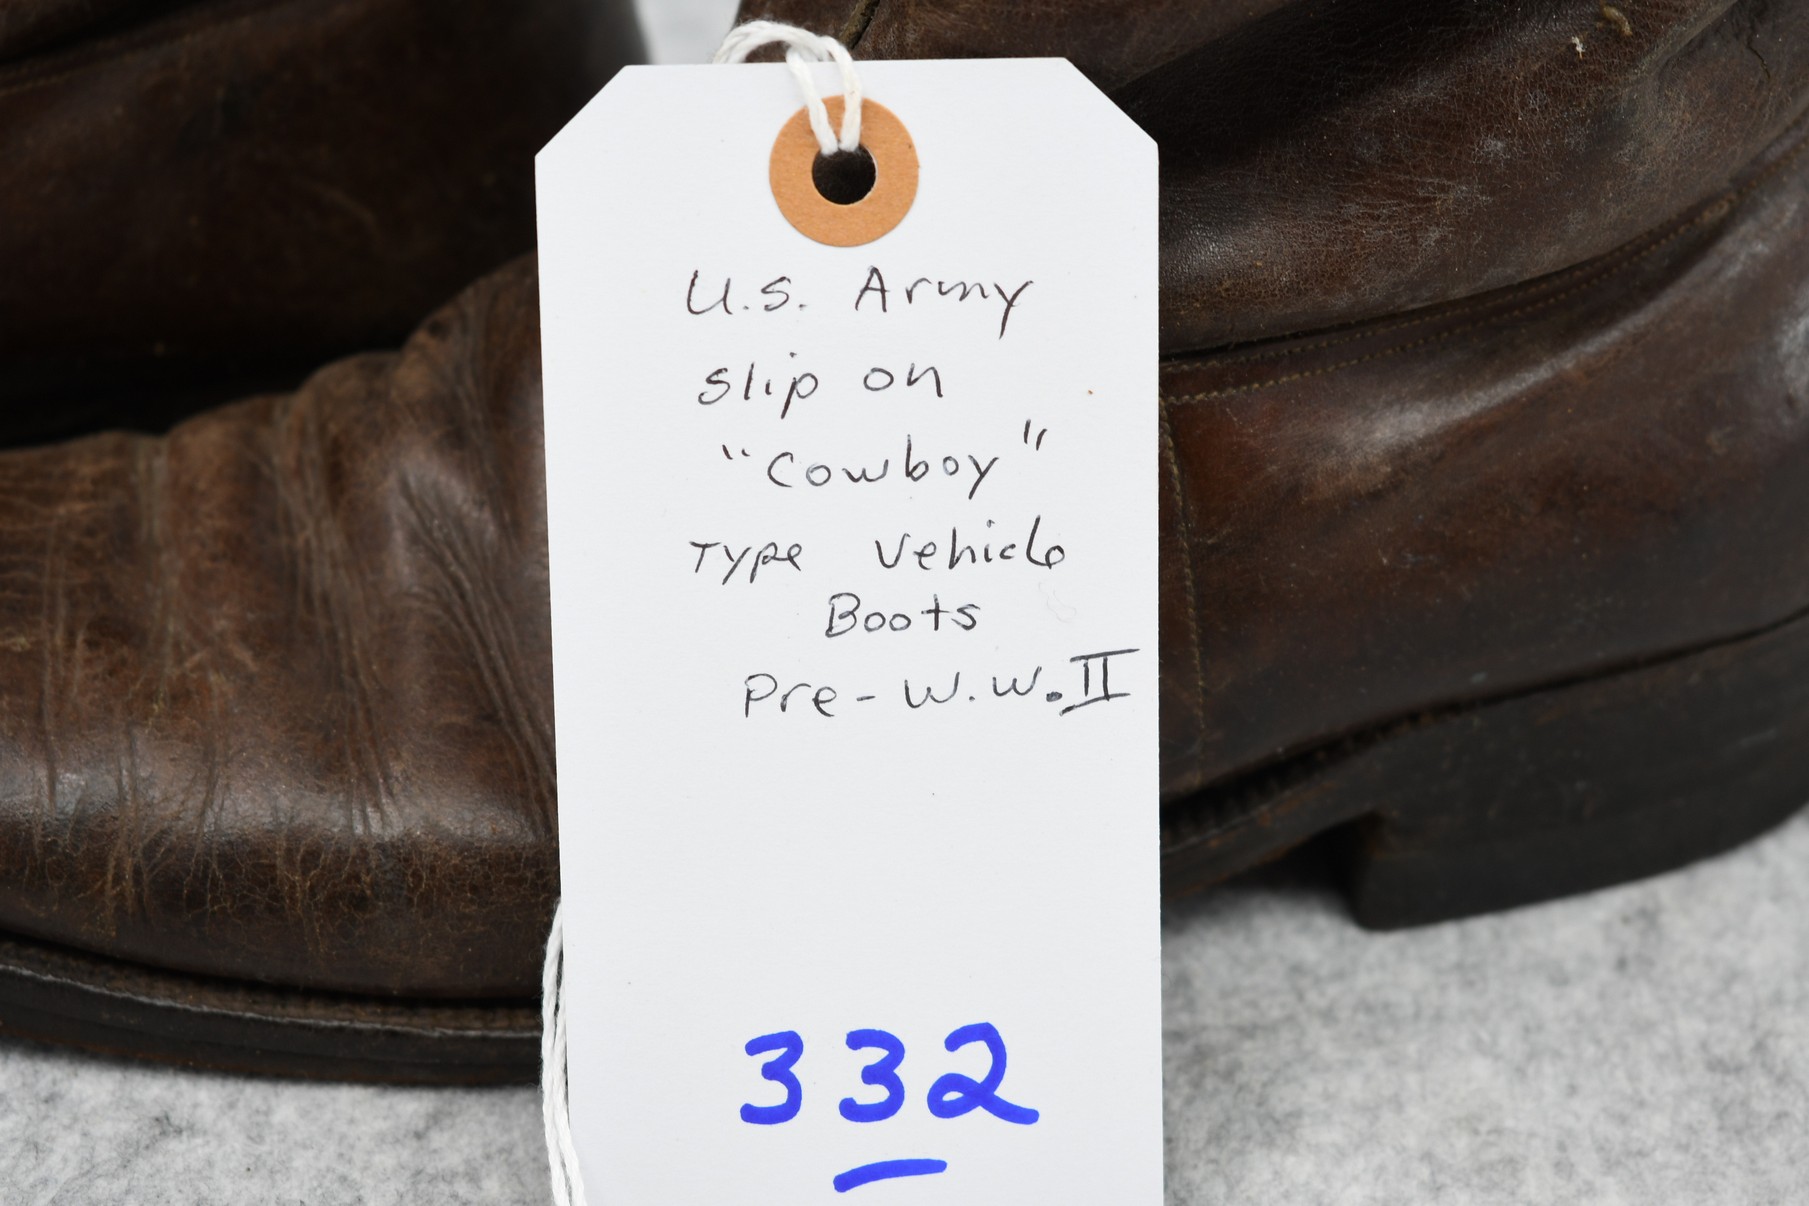 U.S. Army
slip on
"Cowboy"
Type Vehicle
Boots
Pre-W.W.II
332